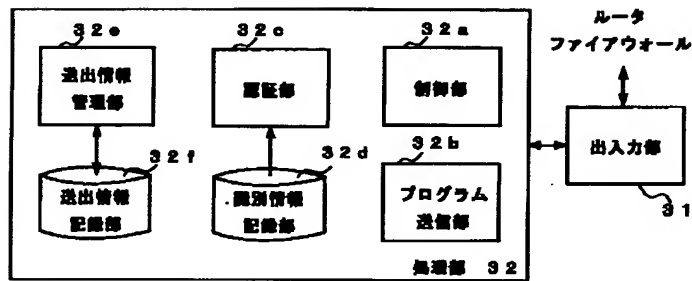 32e
送出情報
管理部
32c
認証部
32a
制御部
ルータ
ファイアウォール
32f
送出情報
記録部
32d
識別情報
記録部
32b
プログラム
送信部
出入力部
31
処理部 32